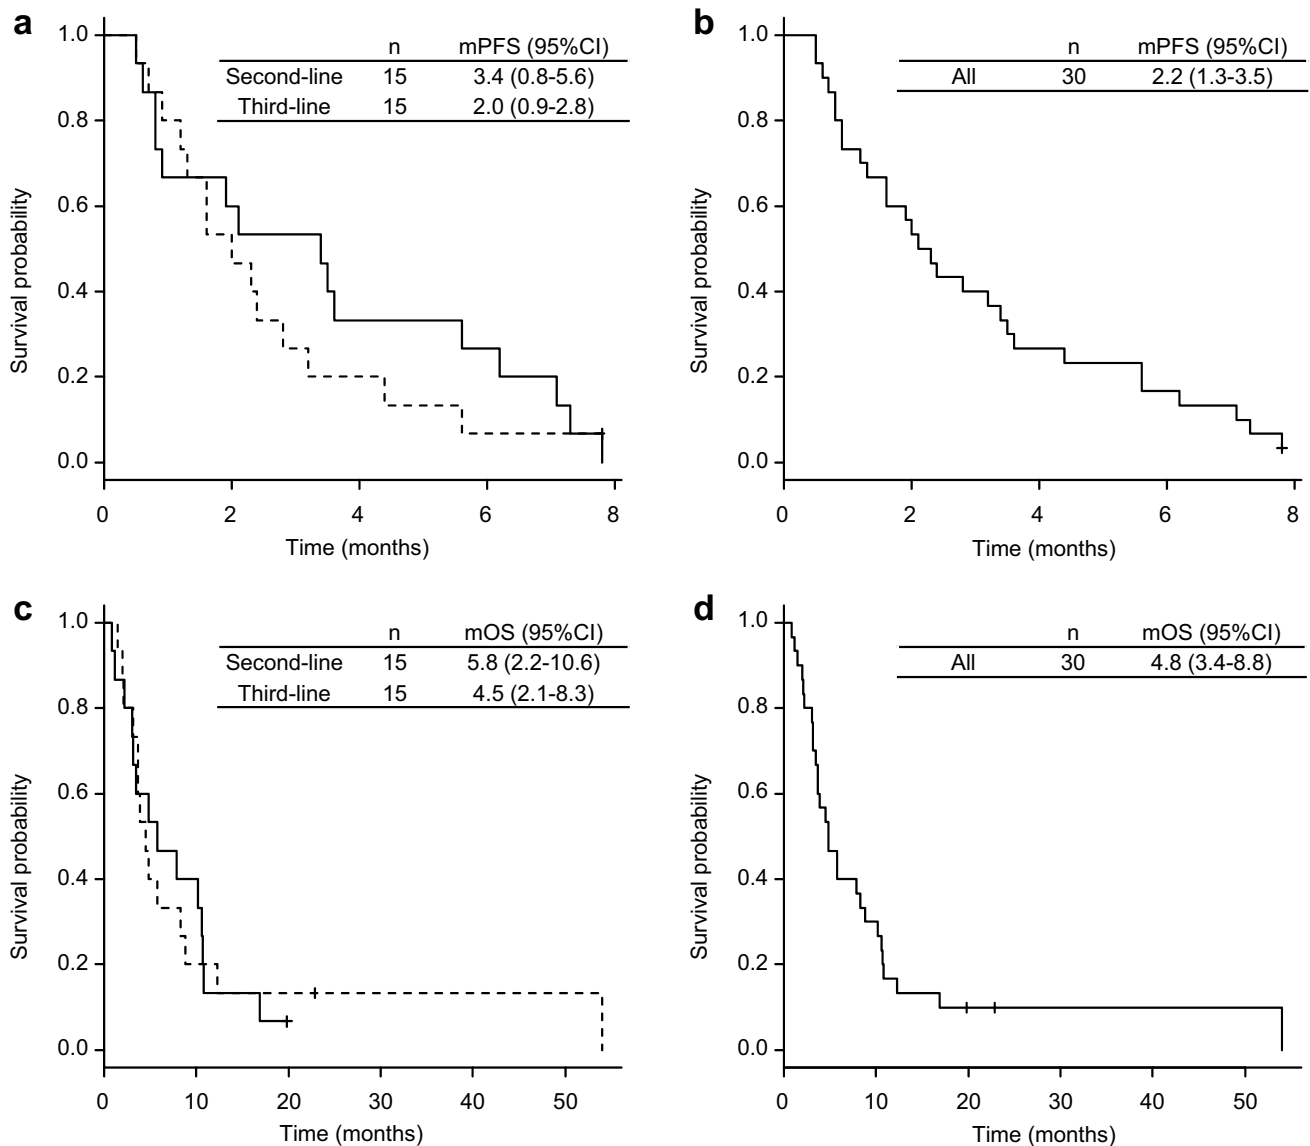 a
n mPFS (95%CI)
Second-line 15 3.4 (0.8-5.6)
Third-line 15 2.0 (0.9-2.8)
1.0
0.8
0.6
0.4
0.2
0.0
Survival probability
0 2 4 6 8
Time (months)
b
n mPFS (95%CI)
All 30 2.2 (1.3-3.5)
1.0
0.8
0.6
0.4
0.2
0.0
Survival probability
0 2 4 6 8
Time (months)
c
n mOS (95%CI)
Second-line 15 5.8 (2.2-10.6)
Third-line 15 4.5 (2.1-8.3)
1.0
0.8
0.6
0.4
0.2
0.0
Survival probability
0 10 20 30 40 50
Time (months)
d
n mOS (95%CI)
All 30 4.8 (3.4-8.8)
1.0
0.8
0.6
0.4
0.2
0.0
Survival probability
0 10 20 30 40 50
Time (months)